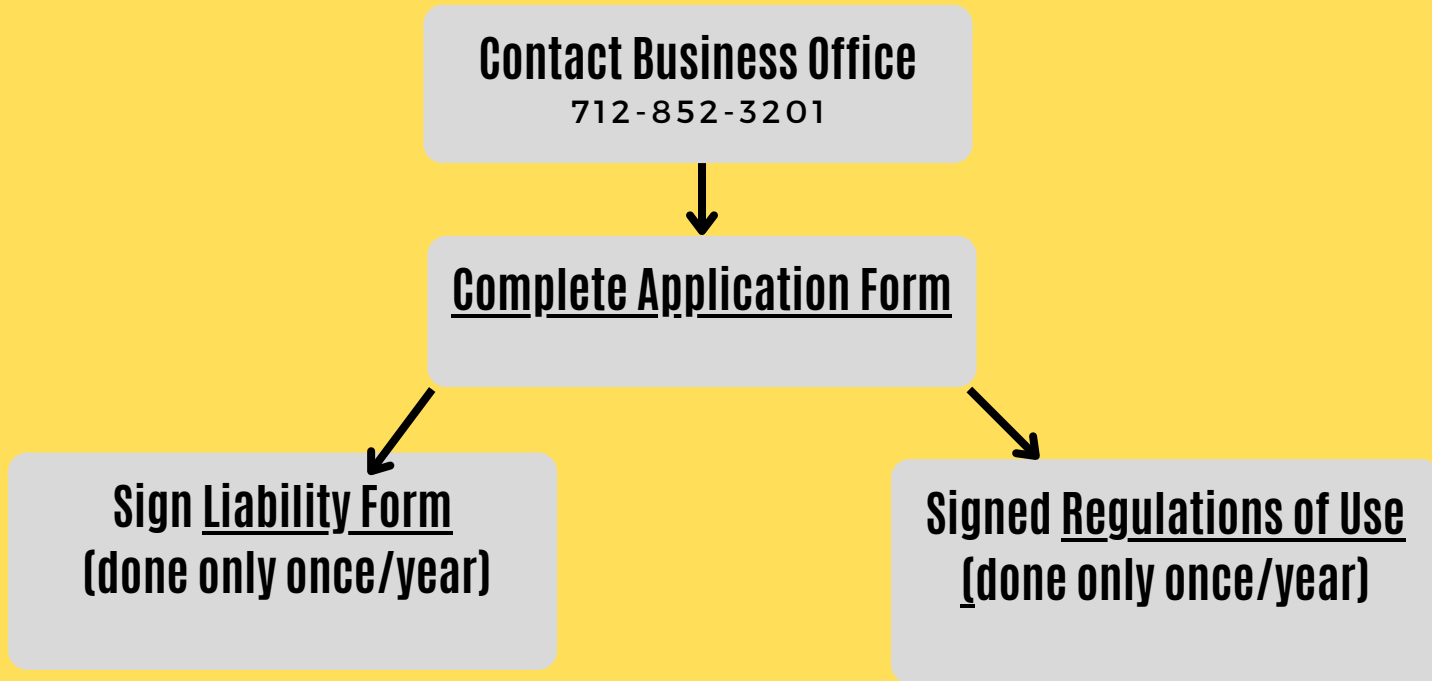 Contact Business Office
712-852-3201
Complete Application Form
Sign Liability Form
(done only once/year)
Signed Regulations of Use
(done only once/year)